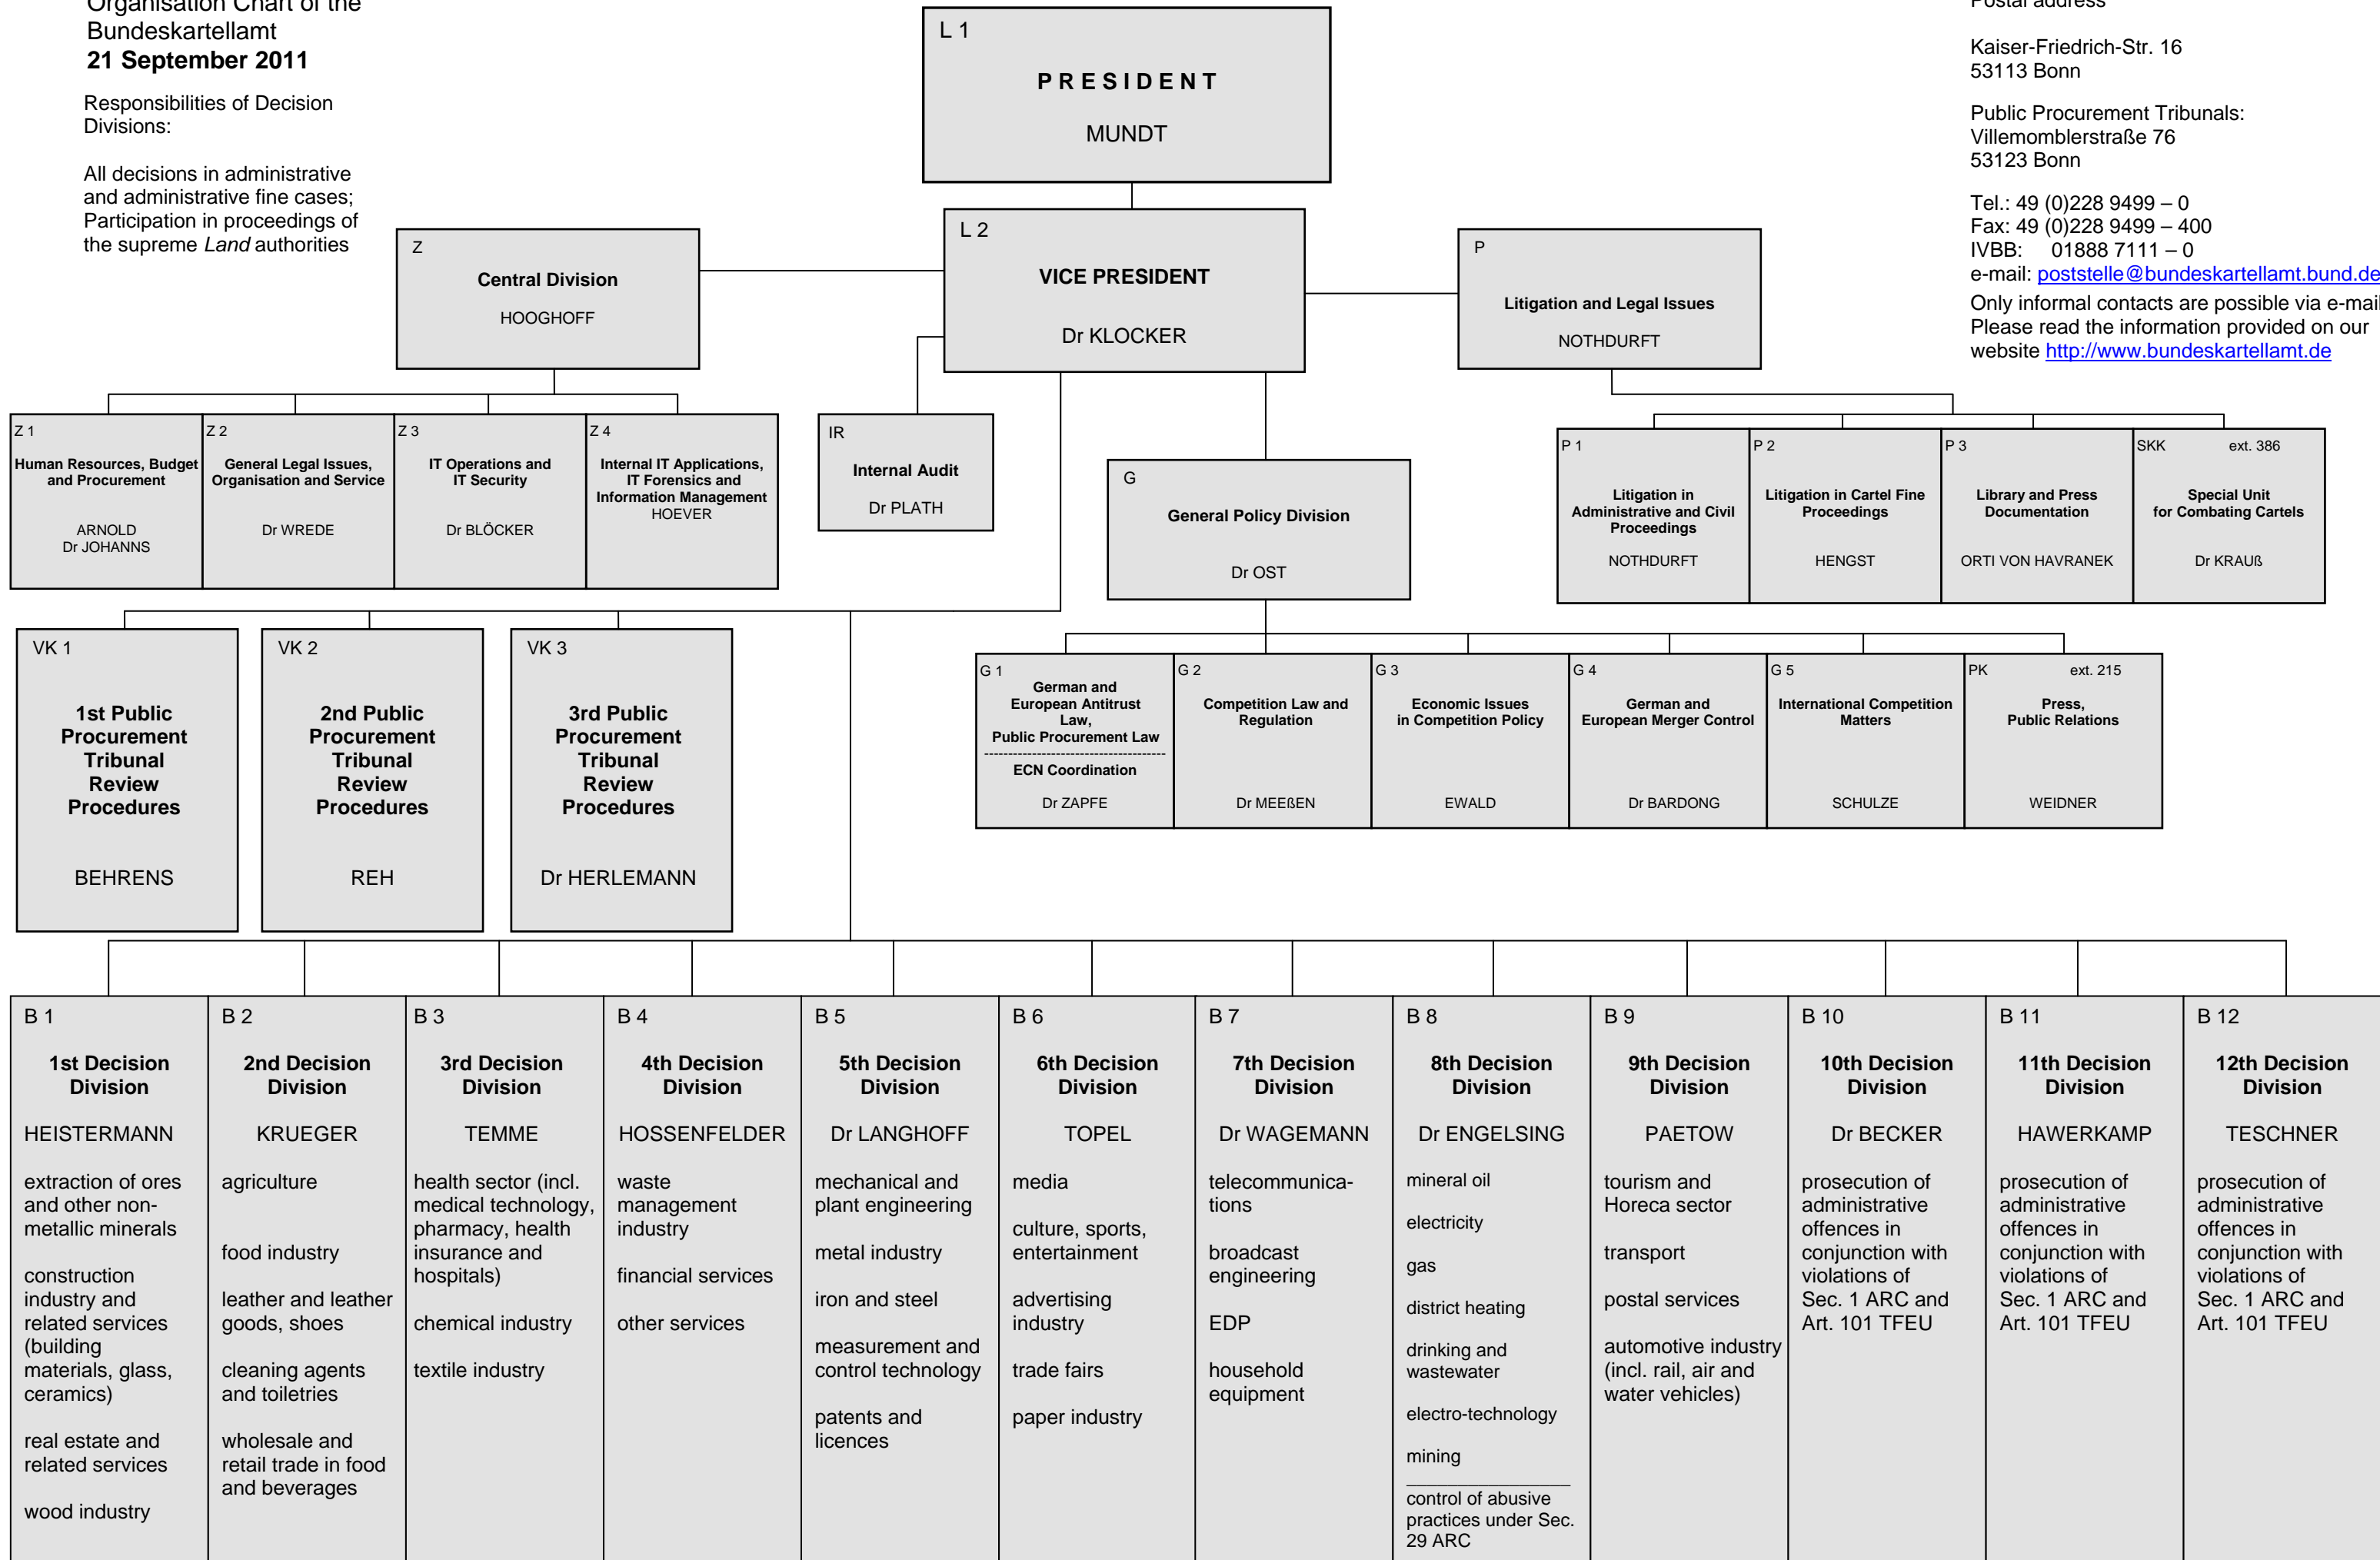 Organisation Chart of the
Bundeskartellamt
21 September 2011
Responsibilities of Decision
Divisions:
All decisions in administrative
and administrative fine cases;
Participation in proceedings of
the supreme Land authorities
L 1
PRESIDENT
MUNDT
Postal address
Kaiser-Friedrich-Str. 16
53113 Bonn
Public Procurement Tribunals:
Villemomblerstraße 76
53123 Bonn
Tel.: 49 (0)228 9499 – 0
Fax: 49 (0)228 9499 – 400
IVBB: 01888 7111 – 0
e-mail: poststelle@bundeskartellamt.bund.de
Only informal contacts are possible via e-mail
Please read the information provided on our
website http://www.bundeskartellamt.de
L 2
VICE PRESIDENT
Dr KLOCKER
Z
Central Division
HOOGHOFF
P
Litigation and Legal Issues
NOTHDURFT
Z 1
Human Resources, Budget
and Procurement
ARNOLD
Dr JOHANNS
Z 2
General Legal Issues,
Organisation and Service
Dr WREDE
Z 3
IT Operations and
IT Security
Dr BLÖCKER
Z 4
Internal IT Applications,
IT Forensics and
Information Management
HOEVER
IR
Internal Audit
Dr PLATH
G
General Policy Division
Dr OST
P 1
Litigation in
Administrative and Civil
Proceedings
NOTHDURFT
P 2
Litigation in Cartel Fine
Proceedings
HENGST
P 3
Library and Press
Documentation
ORTI VON HAVRANEK
SKK ext. 386
Special Unit
for Combating Cartels
Dr KRAUß
VK 1
1st Public
Procurement
Tribunal
Review
Procedures
BEHRENS
VK 2
2nd Public
Procurement
Tribunal
Review
Procedures
REH
VK 3
3rd Public
Procurement
Tribunal
Review
Procedures
Dr HERLEMANN
G 1
German and
European Antitrust
Law,
Public Procurement Law
--------------------------------------
ECN Coordination
Dr ZAPFE
G 2
Competition Law and
Regulation
Dr MEEßEN
G 3
Economic Issues
in Competition Policy
EWALD
G 4
German and
European Merger Control
Dr BARDONG
G 5
International Competition
Matters
SCHULZE
PK ext. 215
Press,
Public Relations
WEIDNER
B 1
1st Decision
Division
HEISTERMANN
extraction of ores
and other non-
metallic minerals
construction
industry and
related services
(building
materials, glass,
ceramics)
real estate and
related services
wood industry
B 2
2nd Decision
Division
KRUEGER
agriculture
food industry
leather and leather
goods, shoes
cleaning agents
and toiletries
wholesale and
retail trade in food
and beverages
B 3
3rd Decision
Division
TEMME
health sector (incl.
medical technology,
pharmacy, health
insurance and
hospitals)
chemical industry
textile industry
B 4
4th Decision
Division
HOSSENFELDER
waste
management
industry
financial services
other services
B 5
5th Decision
Division
Dr LANGHOFF
mechanical and
plant engineering
metal industry
iron and steel
measurement and
control technology
patents and
licences
B 6
6th Decision
Division
TOPEL
media
culture, sports,
entertainment
advertising
industry
trade fairs
paper industry
B 7
7th Decision
Division
Dr WAGEMANN
telecommunica-
tions
broadcast
engineering
EDP
household
equipment
B 8
8th Decision
Division
Dr ENGELSING
mineral oil
electricity
gas
district heating
drinking and
wastewater
electro-technology
mining
control of abusive
practices under Sec.
29 ARC
B 9
9th Decision
Division
PAETOW
tourism and
Horeca sector
transport
postal services
automotive industry
(incl. rail, air and
water vehicles)
B 10
10th Decision
Division
Dr BECKER
prosecution of
administrative
offences in
conjunction with
violations of
Sec. 1 ARC and
Art. 101 TFEU
B 11
11th Decision
Division
HAWERKAMP
prosecution of
administrative
offences in
conjunction with
violations of
Sec. 1 ARC and
Art. 101 TFEU
B 12
12th Decision
Division
TESCHNER
prosecution of
administrative
offences in
conjunction with
violations of
Sec. 1 ARC and
Art. 101 TFEU